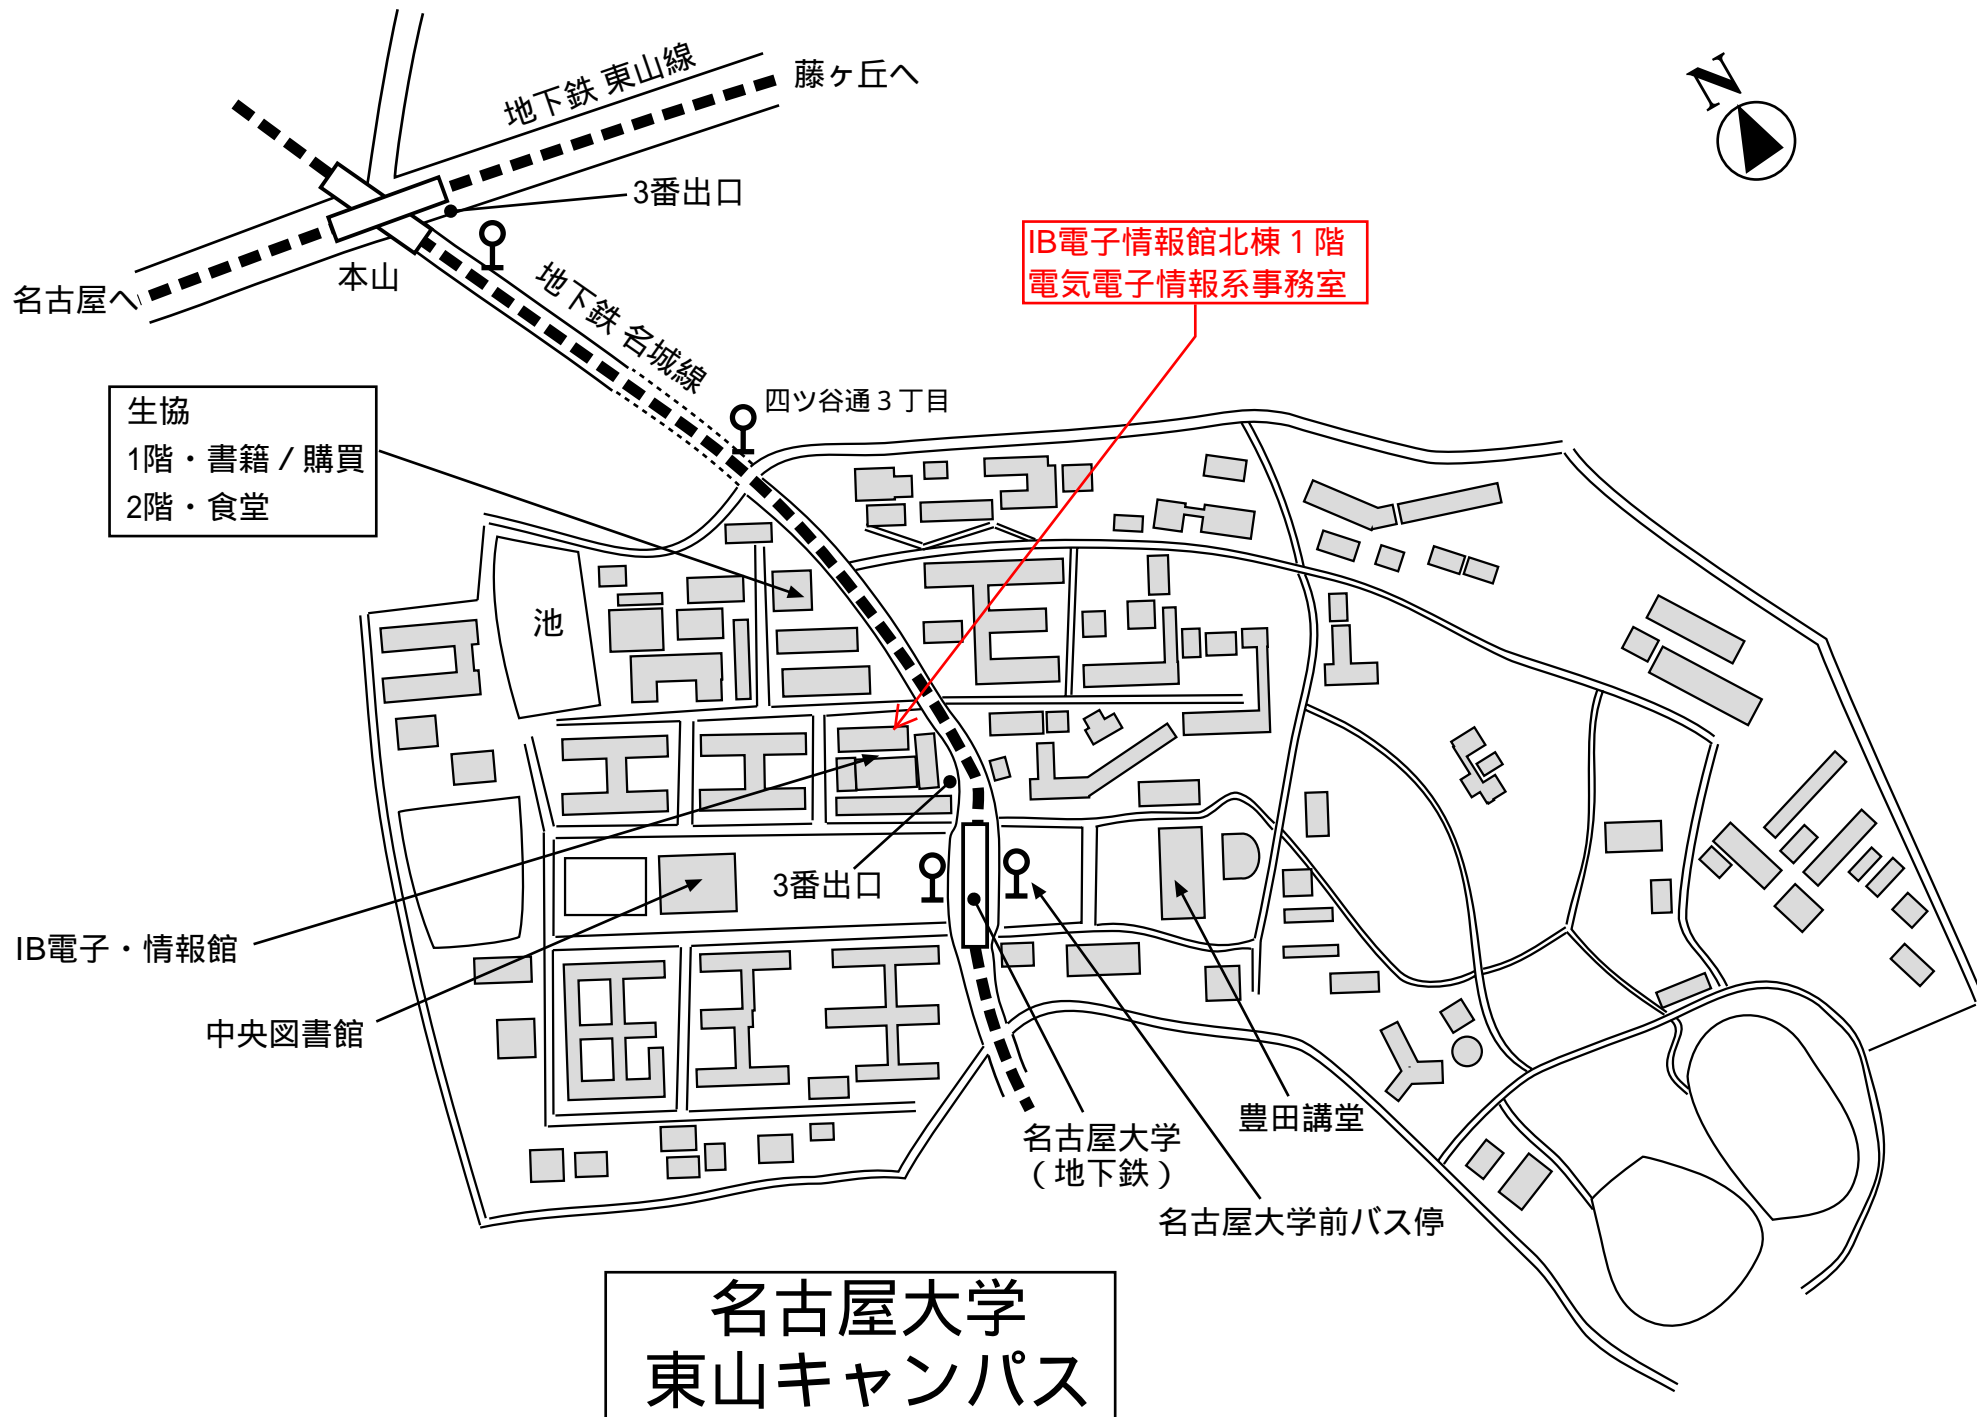 N
地下鉄 東山線
藤ヶ丘へ
3番出口
本山
名古屋へ
地下鉄 名城線
IB電子情報館北棟１階
電気電子情報系事務室
四ツ谷通３丁目
生協
1階・書籍 / 購買
2階・食堂
池
3番出口
IB電子・情報館
中央図書館
豊田講堂
名古屋大学
（地下鉄）
名古屋大学前バス停
名古屋大学
東山キャンパス